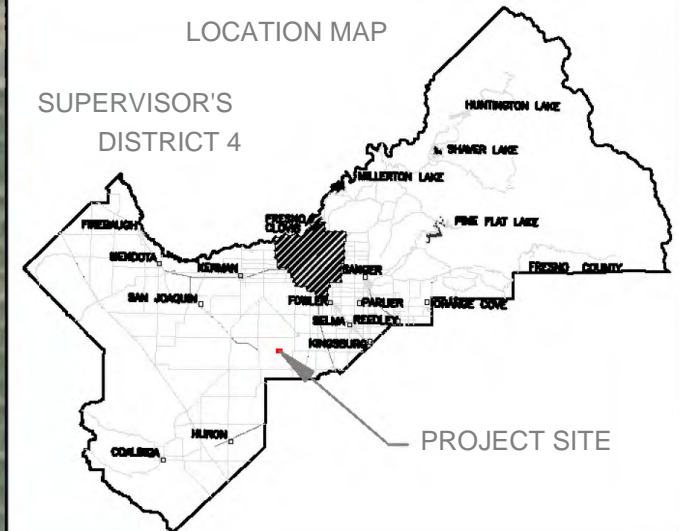 LOCATION MAP
SUPERVISOR'S
DISTRICT 4
HUNTINGTON LAKE
SHAVER LAKE
MILLERTON LAKE
FIREBAUGH
FRESNO
CLOVIS
PINE FLAT LAKE
MENDOTA
KERMAN
SANGER
FRESNO COUNTY
SAN JOAQUIN
FOWLER
PARLIER
ORANGE COVE
SELMA
REEDLEY
KINGSBURG
HURON
COALINGA
PROJECT SITE